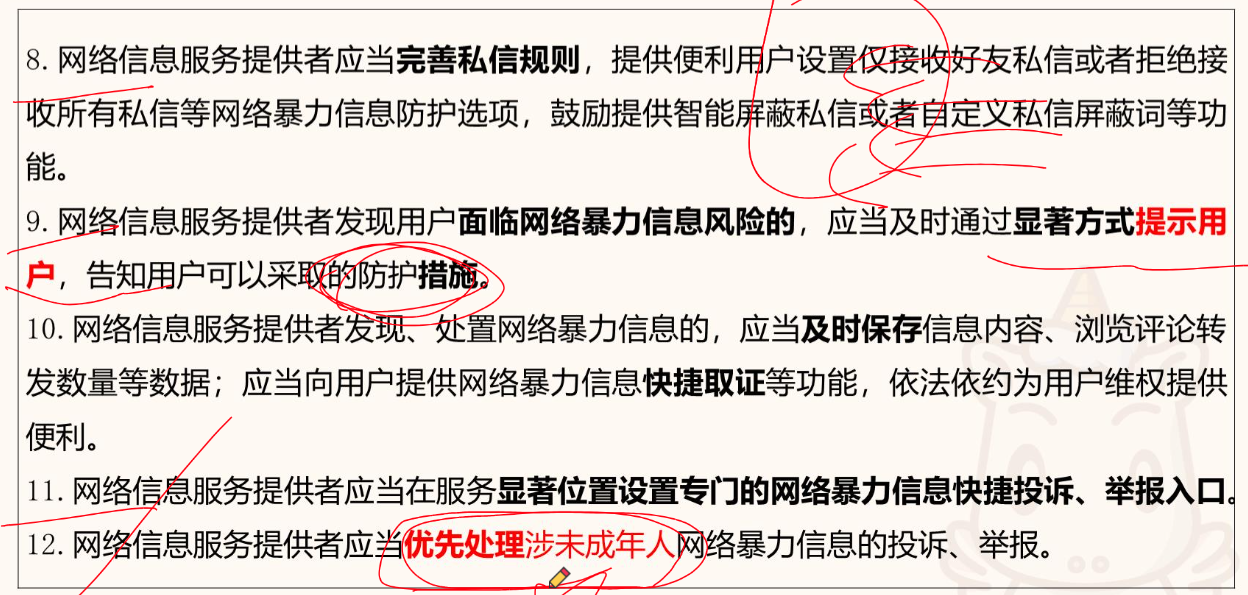 8. 网络信息服务提供者应当完善私信规则，提供便利用户设置仅接收好友私信或者拒绝接
收所有私信等网络暴力信息防护选项，鼓励提供智能屏蔽私信或者自定义私信屏蔽词等功
能。
9. 网络信息服务提供者发现用户面临网络暴力信息风险的，应当及时通过显著方式提示用
户，告知用户可以采取的防护措施。
10. 网络信息服务提供者发现、处置网络暴力信息的，应当及时保存信息内容、浏览评论转
发数量等数据；应当向用户提供网络暴力信息快捷取证等功能，依法依约为用户维权提供
便利。
11. 网络信息服务提供者应当在服务显著位置设置专门的网络暴力信息快捷投诉、举报入口。
12. 网络信息服务提供者应当优先处理涉未成年人网络暴力信息的投诉、举报。